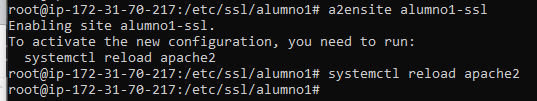 root@ip-172-31-70-217:/etc/ssl/alumno1# a2ensite alumno1-ssl
Enabling site alumno1-ssl.
To activate the new configuration, you need to run:
  systemctl reload apache2
root@ip-172-31-70-217:/etc/ssl/alumno1# systemctl reload apache2
root@ip-172-31-70-217:/etc/ssl/alumno1#